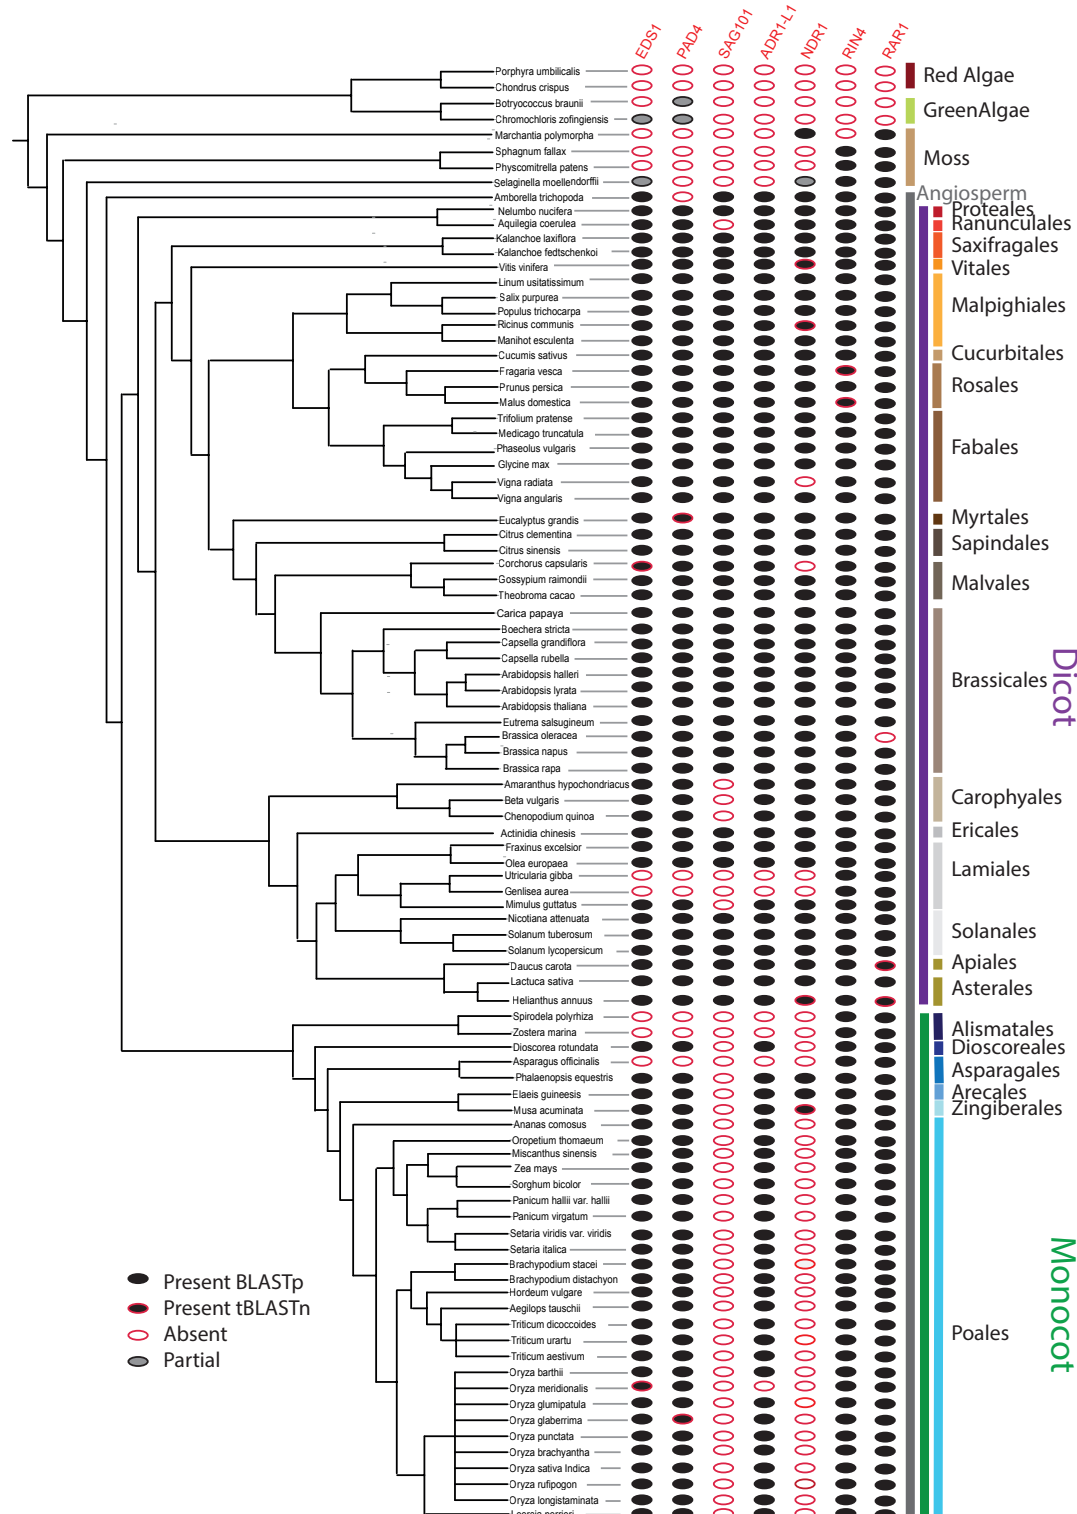 EDS1 PAD4 SAG101 ADR1-L1 NDR1 RIN4 RAR1
Porphyra umbilicalis
Chondrus crispus
Red Algae
Botryococcus braunii
Chromochloris zofingiensis
GreenAlgae
Marchantia polymorpha
Sphagnum fallax
Physcomitrella patens
Selaginella moellendorffii
Moss
Angiosperm
Amborella trichopoda
Nelumbo nucifera
Proteales
Aquilegia coerulea
Ranunculales
Kalanchoe laxiflora
Kalanchoe fedtschenkoi
Saxifragales
Vitis vinifera
Vitales
Linum usitatissimum
Salix purpurea
Populus trichocarpa
Ricinus communis
Manihot esculenta
Malpighiales
Cucumis sativus
Cucurbitales
Fragaria vesca
Prunus persica
Malus domestica
Rosales
Trifolium pratense
Medicago truncatula
Phaseolus vulgaris
Glycine max
Vigna radiata
Vigna angularis
Fabales
Eucalyptus grandis
Myrtales
Citrus clementina
Citrus sinensis
Sapindales
Corchorus capsularis
Gossypium raimondii
Theobroma cacao
Malvales
Carica papaya
Boechera stricta
Capsella grandiflora
Capsella rubella
Arabidopsis halleri
Arabidopsis lyrata
Arabidopsis thaliana
Eutrema salsugineum
Brassica oleracea
Brassica napus
Brassica rapa
Brassicales
Dicot
Amaranthus hypochondriacus
Beta vulgaris
Chenopodium quinoa
Carophyales
Actinidia chinesis
Ericales
Fraxinus excelsior
Olea europaea
Utricularia gibba
Genlisea aurea
Mimulus guttatus
Lamiales
Nicotiana attenuata
Solanum tuberosum
Solanum lycopersicum
Solanales
Daucus carota
Apiales
Lactuca sativa
Helianthus annuus
Asterales
Spirodela polyrhiza
Zostera marina
Alismatales
Dioscorea rotundata
Dioscoreales
Asparagus officinalis
Phalaenopsis equestris
Asparagales
Elaeis guineesis
Arecales
Musa acuminata
Zingiberales
Ananas comosus
Oropetium thomaeum
Miscanthus sinensis
Zea mays
Sorghum bicolor
Panicum hallii var. hallii
Panicum virgatum
Setaria viridis var. viridis
Setaria italica
Brachypodium stacei
Brachypodium distachyon
Hordeum vulgare
Aegilops tauschii
Triticum dicoccoides
Triticum urartu
Triticum aestivum
Oryza barthii
Oryza meridionalis
Oryza glumipatula
Oryza glaberrima
Oryza punctata
Oryza brachyantha
Oryza sativa Indica
Oryza rufipogon
Oryza longistaminata
Poales
Monocot
Present BLASTp
Present tBLASTn
Absent
Partial